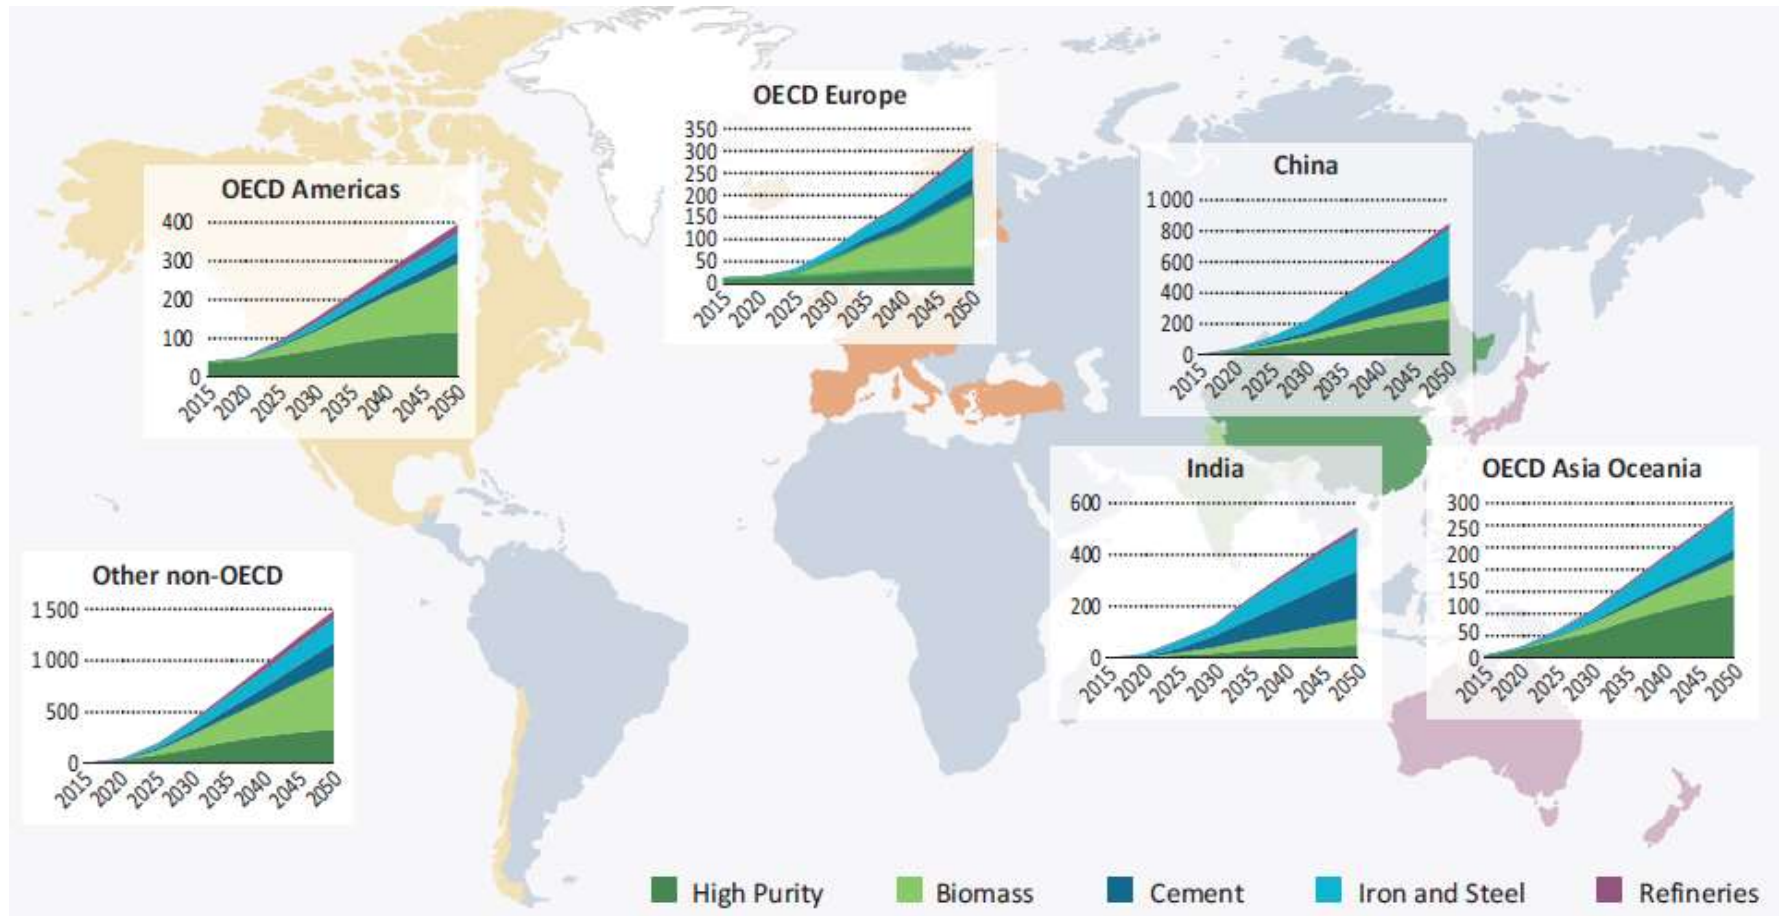 OECD Europe
350
300
250
200
150
100
50
0
2015 2020 2025 2030 2035 2040 2045 2050
China
1 000
800
600
400
200
0
2015 2020 2025 2030 2035 2040 2045 2050
OECD Americas
400
300
200
100
0
2015 2020 2025 2030 2035 2040 2045 2050
India
600
400
200
0
2015 2020 2025 2030 2035 2040 2045 2050
OECD Asia Oceania
300
250
200
150
100
50
0
2015 2020 2025 2030 2035 2040 2045 2050
Other non-OECD
1 500
1 000
500
0
2015 2020 2025 2030 2035 2040 2045 2050
High Purity Biomass Cement Iron and Steel Refineries